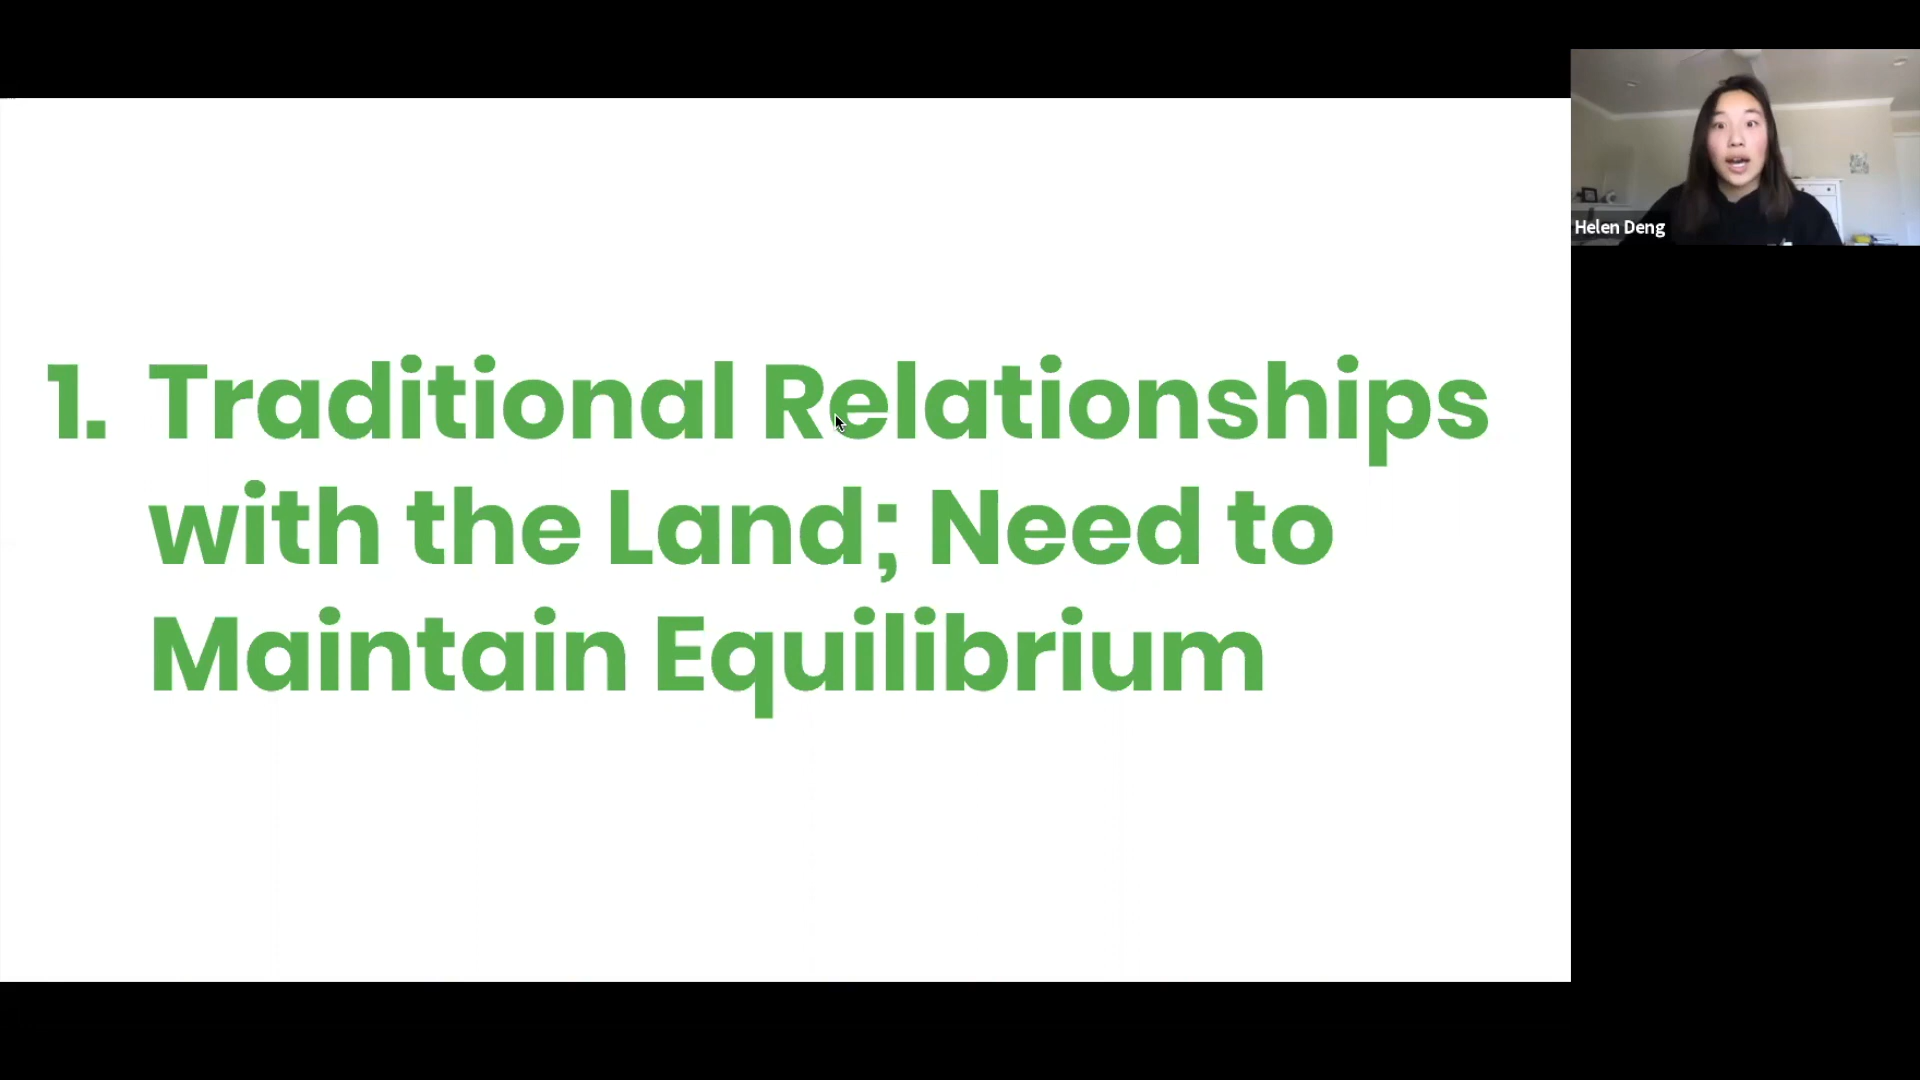 1. Traditional Relationships
with the Land; Need to
Maintain Equilibrium
Helen Deng